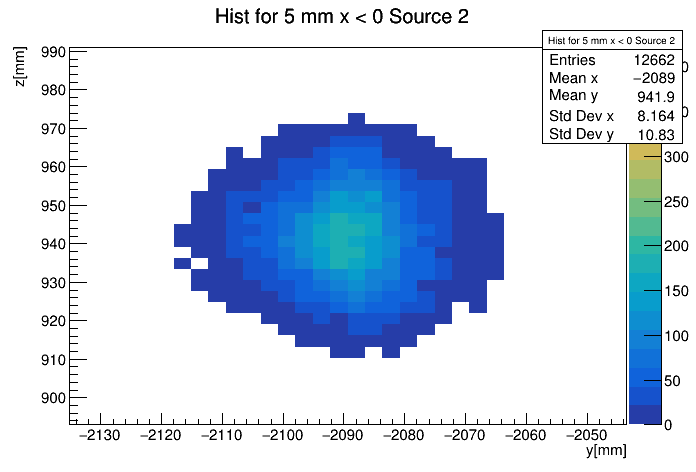 Hist for 5 mm x < 0 Source 2
Hist for 5 mm x < 0 Source 2
Entries 12662
Mean x −2089
Mean y 941.9
Std Dev x 8.164
Std Dev y 10.83
z[mm]
990
980
970
960
950
940
930
920
910
900
−2130 −2120 −2110 −2100 −2090 −2080 −2070 −2060 −2050
y[mm]
300
250
200
150
100
50
0